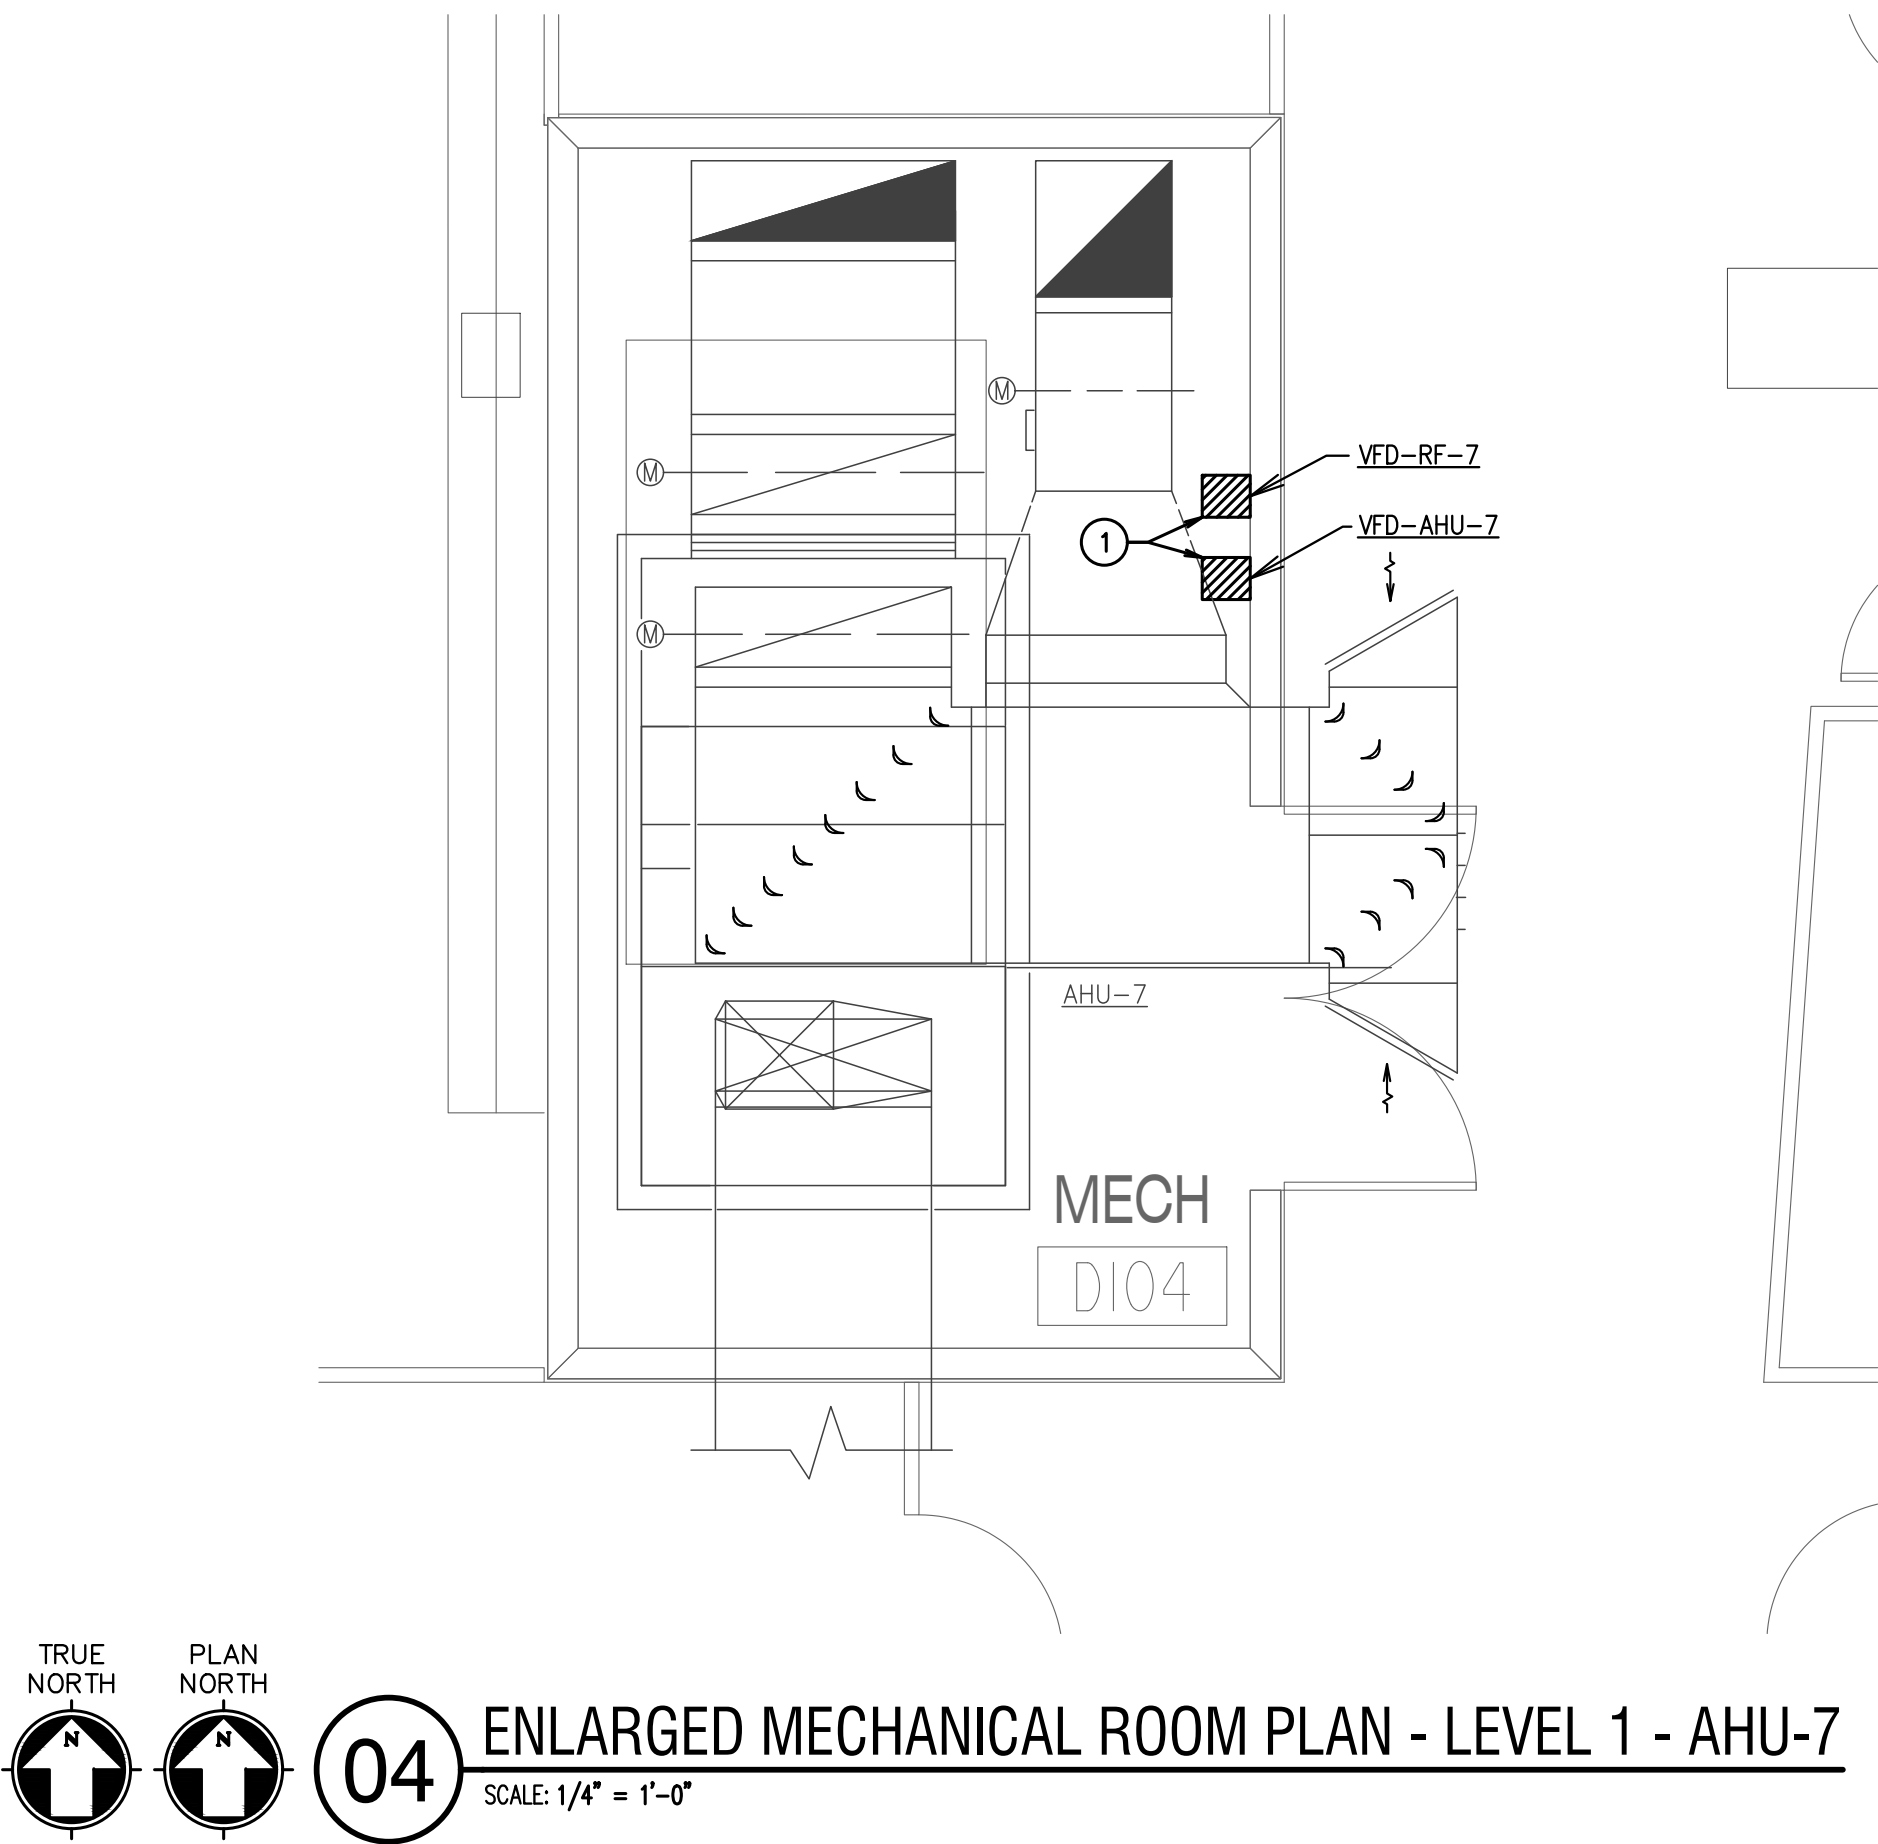 M
M
VFD-RF-7
1
VFD-AHU-7
M
AHU-7
MECH
D104
TRUE
NORTH
PLAN
NORTH
N
N
04
ENLARGED MECHANICAL ROOM PLAN - LEVEL 1 - AHU-7
SCALE: 1/4" = 1'-0"